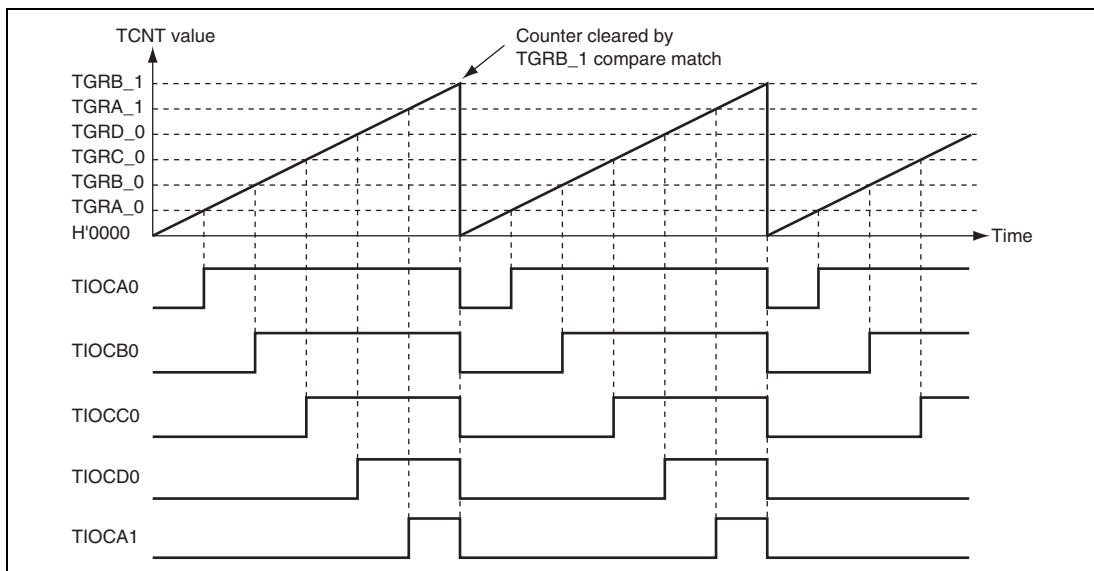 TCNT value
Counter cleared by
TGRB_1 compare match
TGRB_1
TGRA_1
TGRD_0
TGRC_0
TGRB_0
TGRA_0
H'0000
Time
TIOCA0
TIOCB0
TIOCC0
TIOCD0
TIOCA1